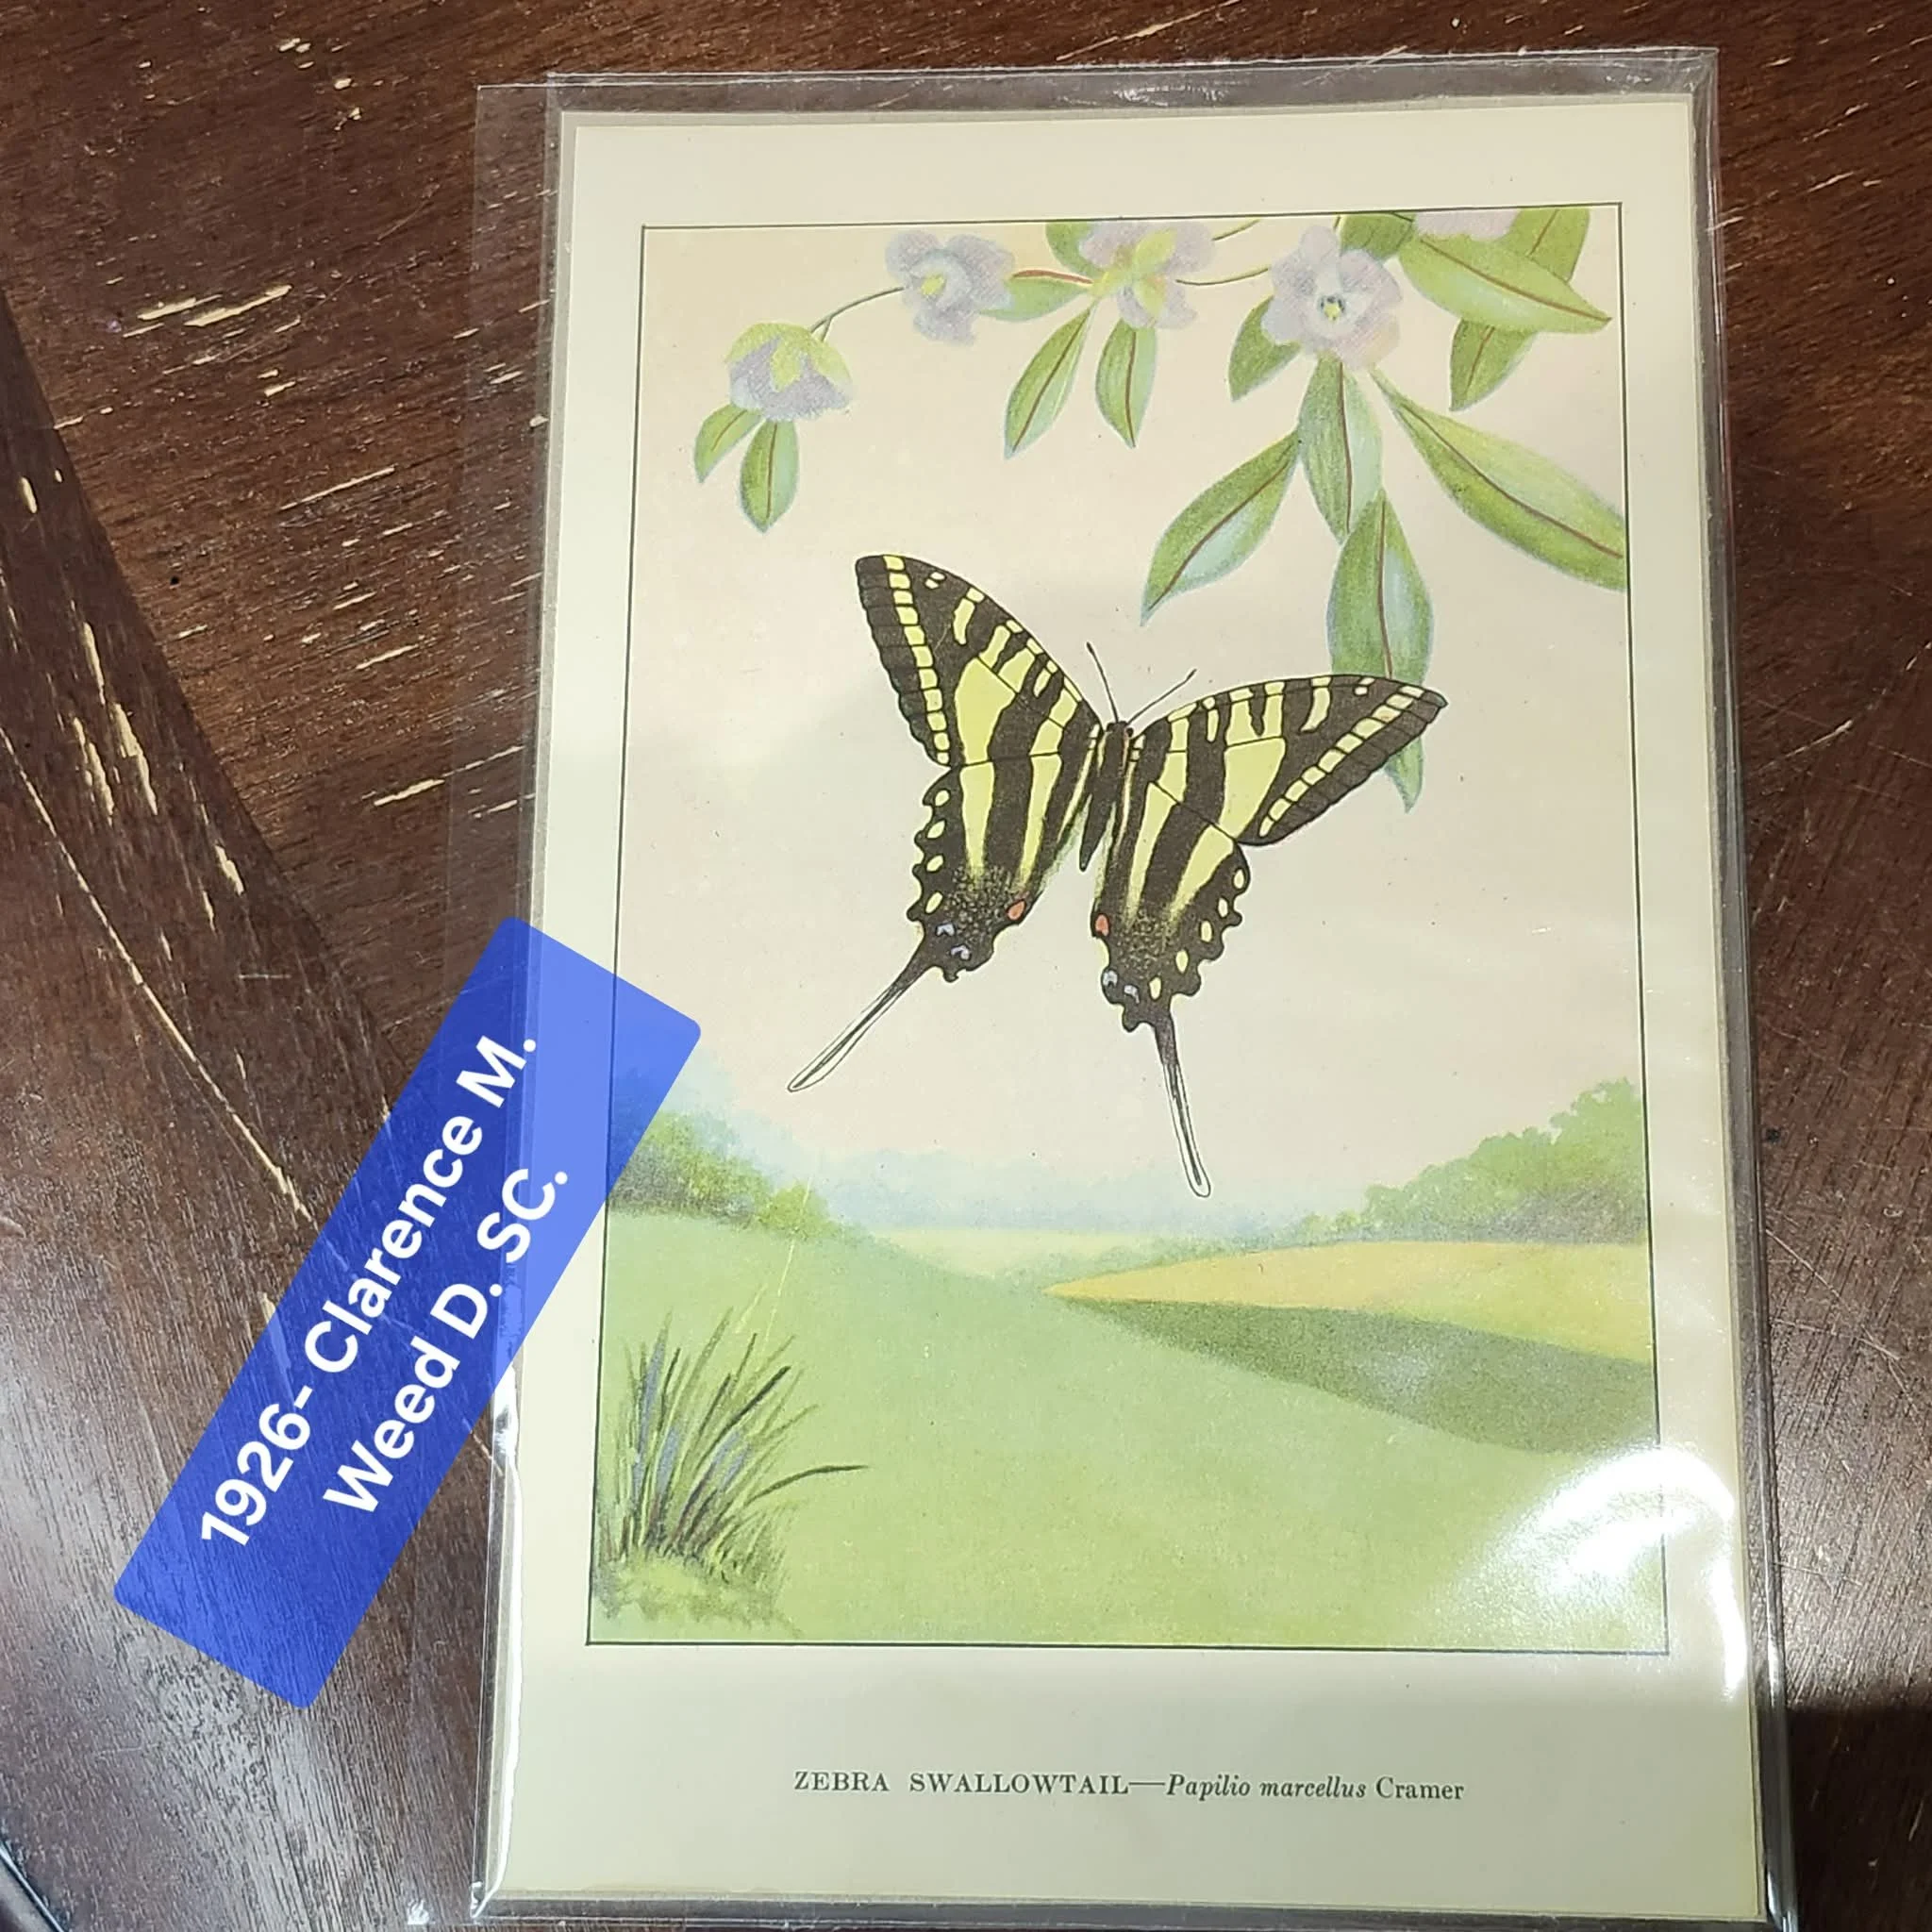 1926- Clarence M.
Weed D. SC.
ZEBRA SWALLOWTAIL—Papilio marcellus Cramer